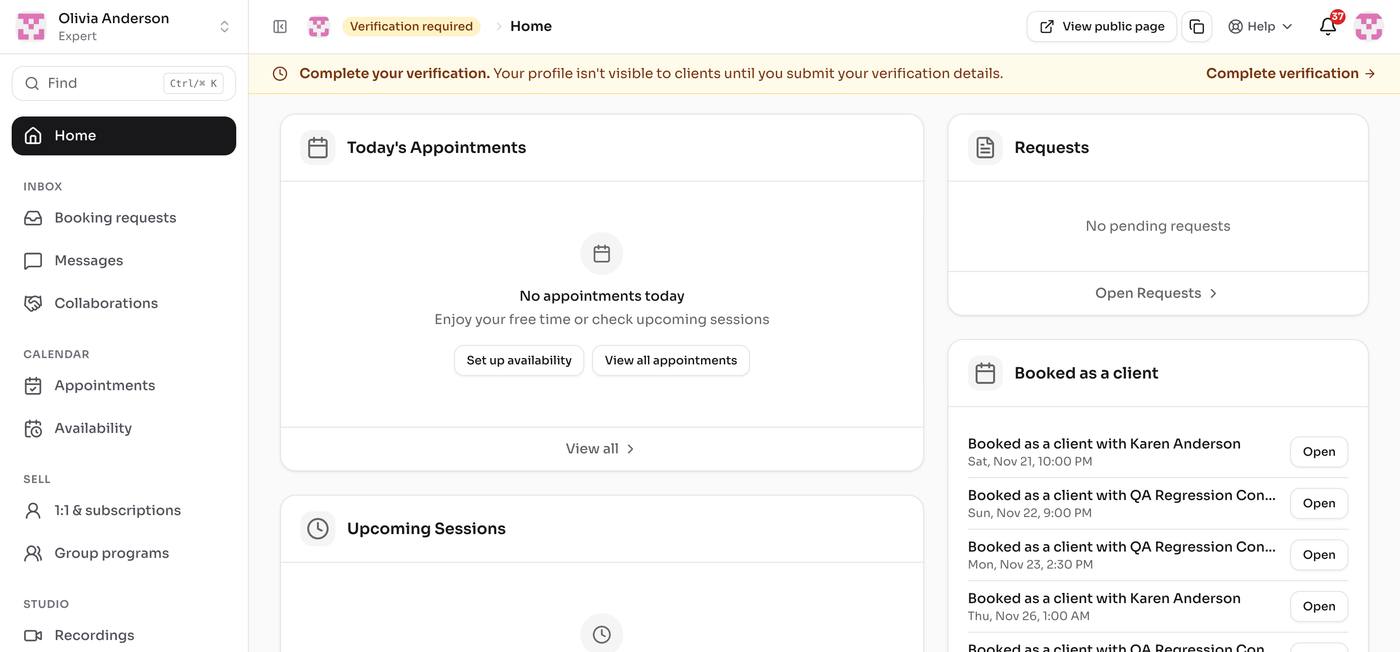 Olivia Anderson
Expert
Find
Ctrl/⌘ K
Home
INBOX
Booking requests
Messages
Collaborations
CALENDAR
Appointments
Availability
SELL
1:1 & subscriptions
Group programs
STUDIO
Recordings
Verification required
Home
View public page
Help
37
Complete your verification. Your profile isn't visible to clients until you submit your verification details.
Complete verification →
Today's Appointments
No appointments today
Enjoy your free time or check upcoming sessions
Set up availability
View all appointments
View all
Upcoming Sessions
Requests
No pending requests
Open Requests
Booked as a client
Booked as a client with Karen Anderson
Sat, Nov 21, 10:00 PM
Open
Booked as a client with QA Regression Con...
Sun, Nov 22, 9:00 PM
Open
Booked as a client with QA Regression Con...
Mon, Nov 23, 2:30 PM
Open
Booked as a client with Karen Anderson
Thu, Nov 26, 1:00 AM
Open
Booked as a client with QA Regression Con...